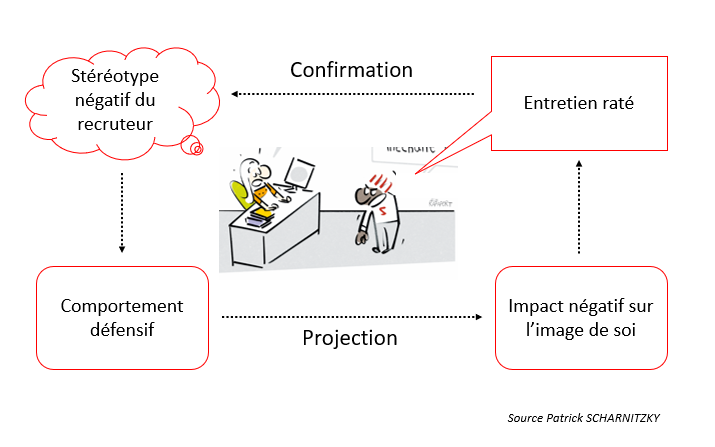 Stéréotype
négatif du
recruteur
Confirmation
Entretien raté
Comportement
défensif
Projection
Impact négatif sur
l’image de soi
Source Patrick SCHARNITZKY